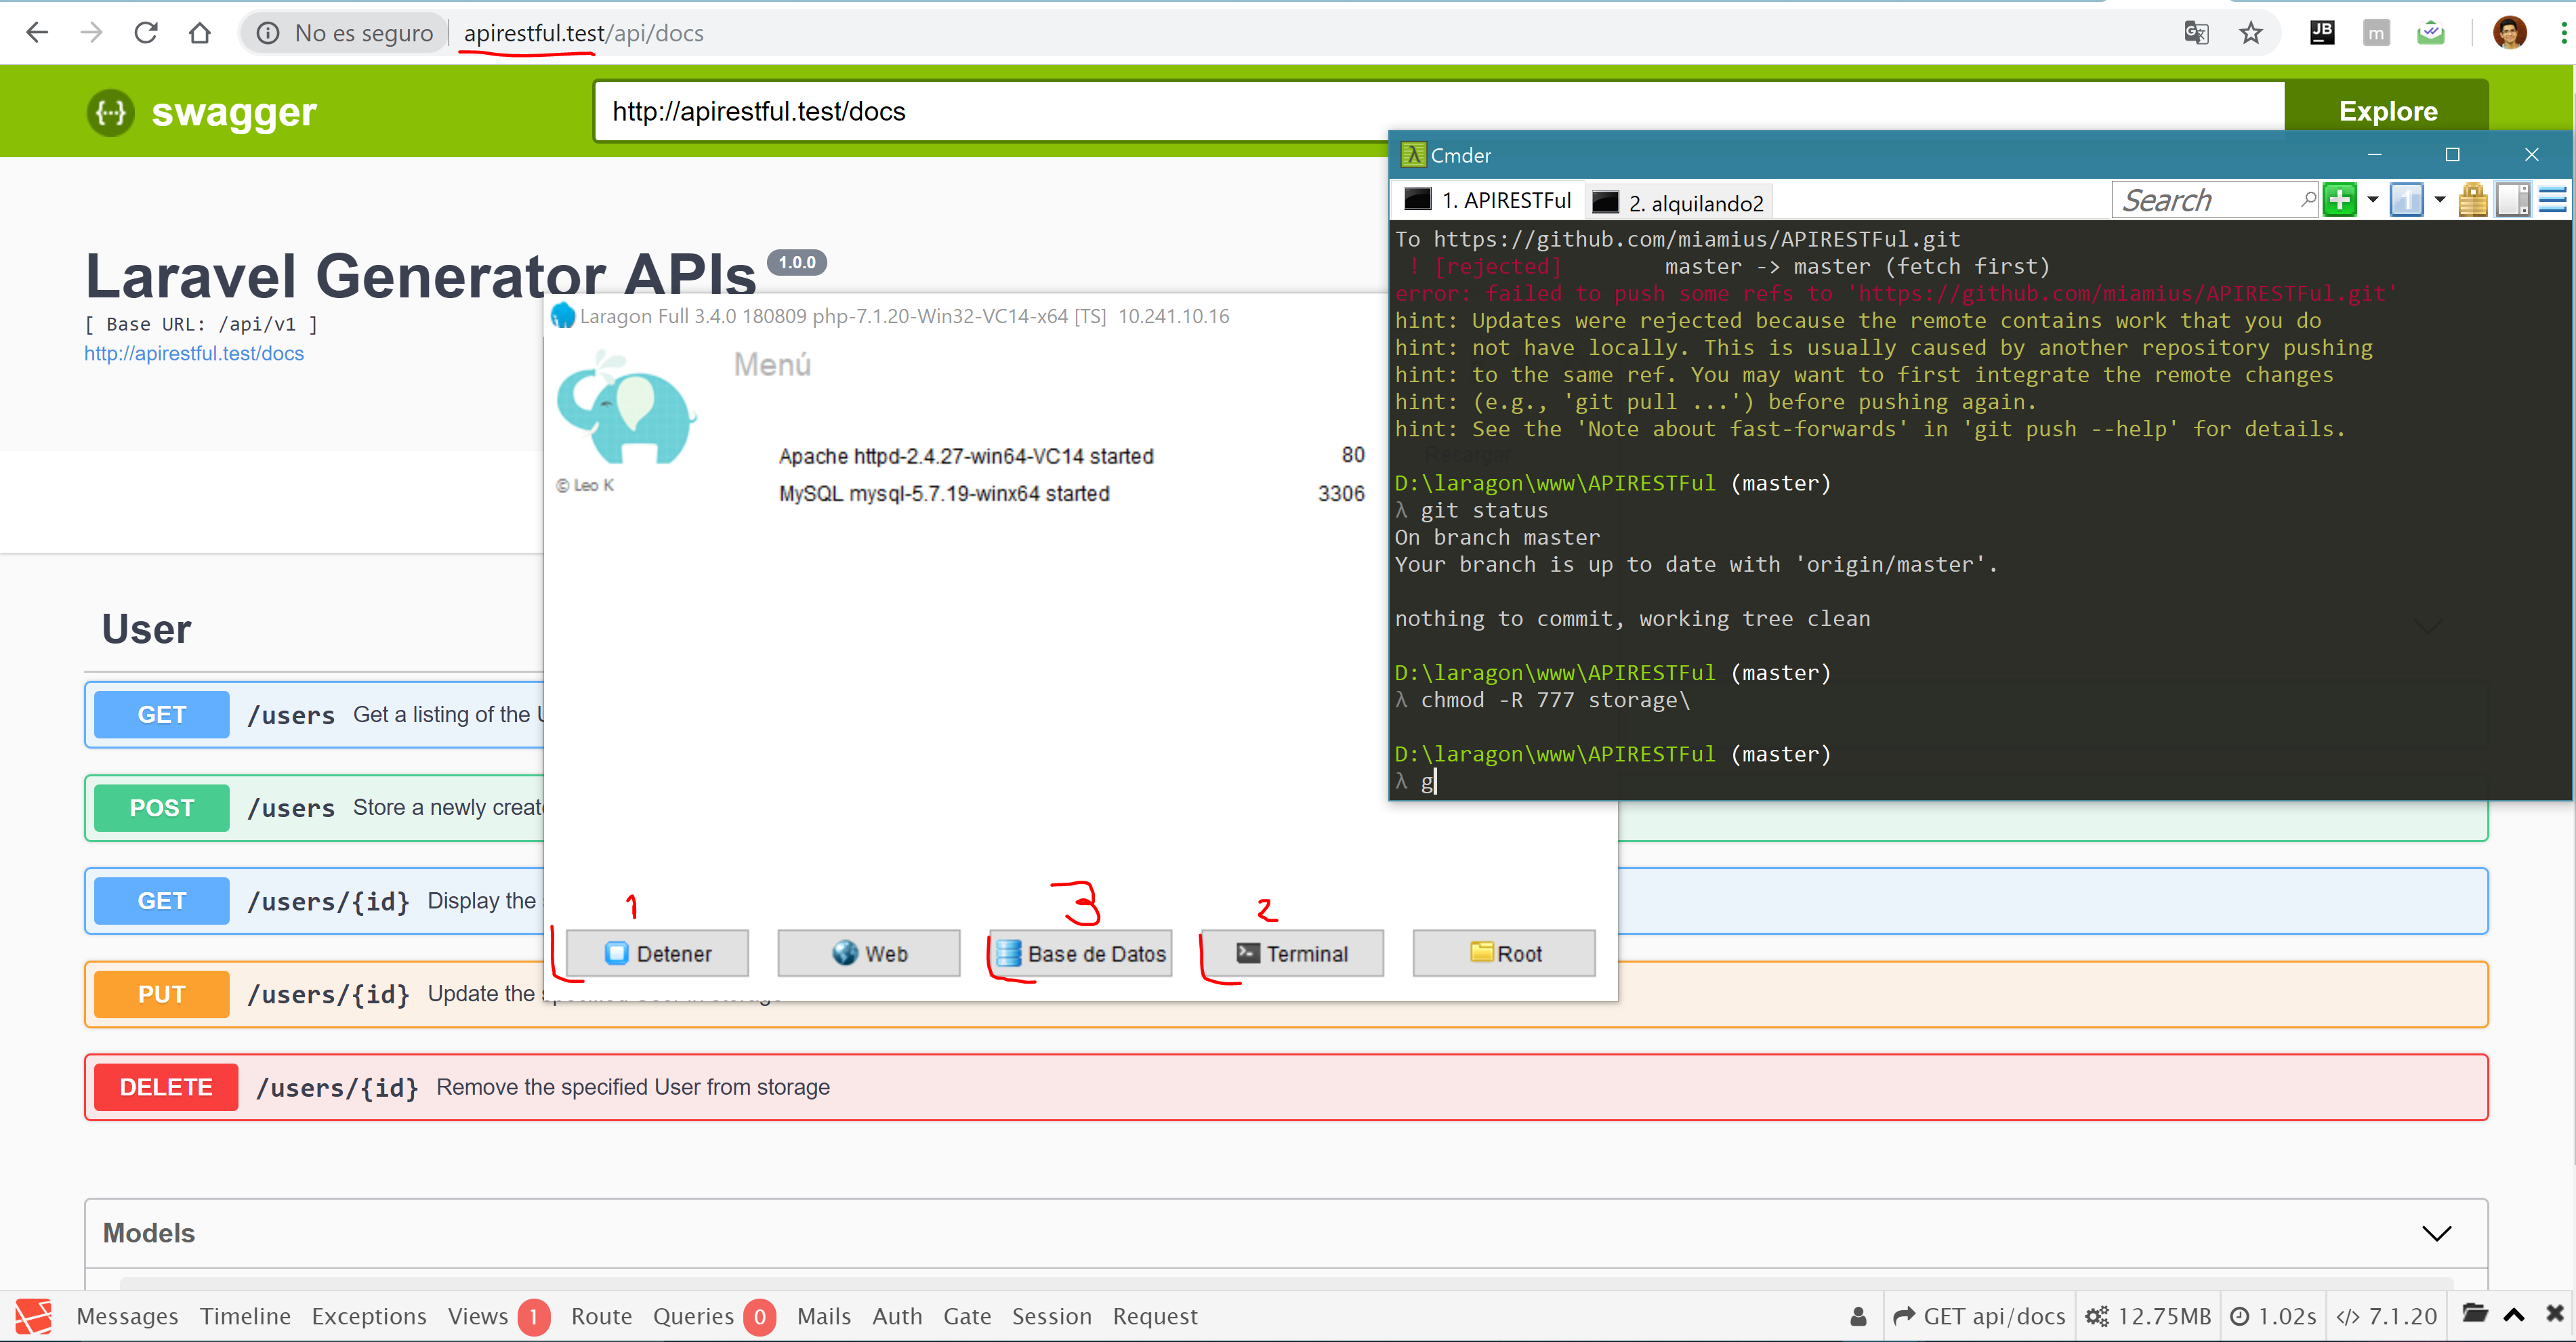 No es seguro apirestful.test/api/docs
JB
m
swagger
http://apirestful.test/docs
Explore
Laravel Generator APIs 1.0.0
[ Base URL: /api/v1 ]
http://apirestful.test/docs
User
GET /users Get a listing of the
POST /users Store a newly create
GET /users/{id} Display the
PUT /users/{id} Update the specified User in storage
DELETE /users/{id} Remove the specified User from storage
Models
Laragon Full 3.4.0 180809 php-7.1.20-Win32-VC14-x64 [TS] 10.241.10.16
Menú
© Leo K
Apache httpd-2.4.27-win64-VC14 started 80
MySQL mysql-5.7.19-winx64 started 3306
Recargar
1
3
2
Detener
Web
Base de Datos
Terminal
Root
Cmder
1. APIRESTFul
2. alquilando2
Search
To https://github.com/miamius/APIRESTFul.git
! [rejected] master -> master (fetch first)
error: failed to push some refs to 'https://github.com/miamius/APIRESTFul.git'
hint: Updates were rejected because the remote contains work that you do
hint: not have locally. This is usually caused by another repository pushing
hint: to the same ref. You may want to first integrate the remote changes
hint: (e.g., 'git pull ...') before pushing again.
hint: See the 'Note about fast-forwards' in 'git push --help' for details.
D:\laragon\www\APIRESTFul (master)
λ git status
On branch master
Your branch is up to date with 'origin/master'.
nothing to commit, working tree clean
D:\laragon\www\APIRESTFul (master)
λ chmod -R 777 storage\
D:\laragon\www\APIRESTFul (master)
λ g
Messages Timeline Exceptions Views 1 Route Queries 0 Mails Auth Gate Session Request GET api/docs 12.75MB 1.02s 7.1.20